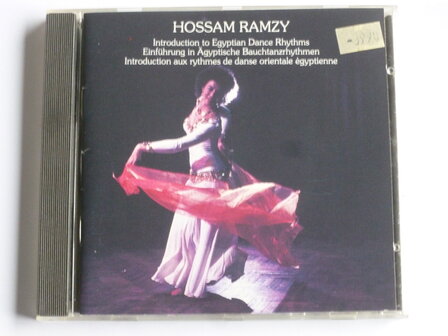 HOSSAM RAMZY
Introduction to Egyptian Dance Rhythms
Einführung in Ägyptische Bauchtanzrhythmen
Introduction aux rythmes de danse orientale égyptienne